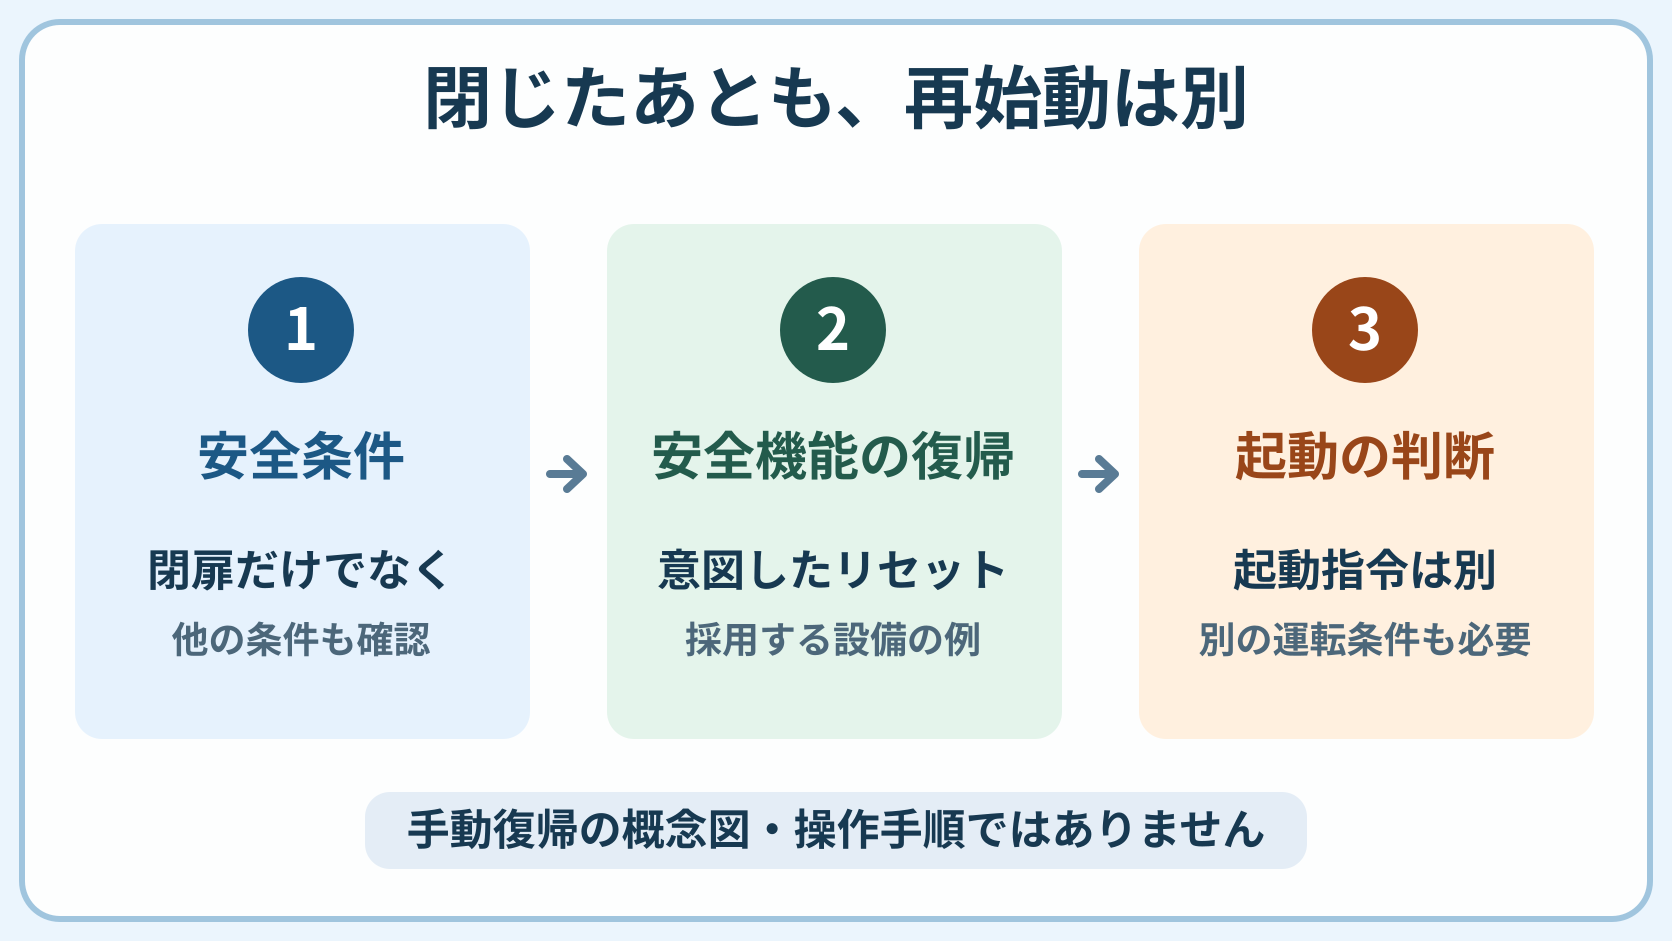 閉じたあとも、再始動は別
1
安全条件
閉扉だけでなく
他の条件も確認
2
安全機能の復帰
意図したリセット
採用する設備の例
3
起動の判断
起動指令は別
別の運転条件も必要
手動復帰の概念図・操作手順ではありません